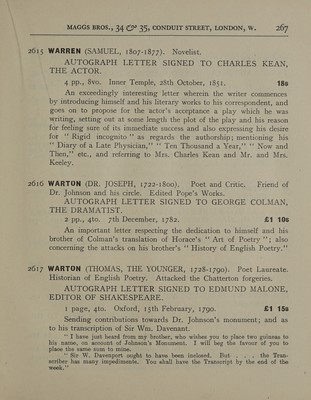 MAGGS BROS., 34 & 35, CONDUIT STREET, LONDON, W. 267
2615 WARREN (SAMUEL, 1807-1877). Novelist.
AUTOGRAPH LETTER SIGNED TO CHARLES KEAN,
THE ACTOR.
4 pp., 8vo. Inner Temple, 28th October, 1851. 18s
An exceedingly interesting letter wherein the writer commences
by introducing himself and his literary works to his correspondent, and
goes on to propose for the actor's acceptance a play which he was
writing, setting out at some length the plot of the play and his reason
for feeling sure of its immediate success and also expressing his desire
for " Rigid incognito " as regards the authorship; mentioning his
" Diary of a Late Physician," " Ten Thousand a Year," " Now and
Then," etc., and referring to Mrs. Charles Kean and Mr. and Mrs.
Keeley.
2616 WARTON (DR. JOSEPH, 1722-1800). Poet and Critic. Friend of
Dr. Johnson and his circle. Edited Pope's Works.
AUTOGRAPH LETTER SIGNED TO GEORGE COLMAN,
THE DRAMATIST.
2 pp., 4to. 7th December, 1782. £1 10s
An important letter respecting the dedication to himself and his
brother of Colman's translation of Horace's " Art of Poetry "; also
concerning the attacks on his brother's " History of English Poetry."
2617 WARTON (THOMAS, THE YOUNGER, 1728-1790). Poet Laureate.
Historian of English Poetry. Attacked the Chatterton forgeries.
AUTOGRAPH LETTER SIGNED TO EDMUND MALONE,
EDITOR OF SHAKESPEARE.
1 page, 4to. Oxford, 15th February, 1790. £1 15s
Sending contributions towards Dr. Johnson's monument; and as
to his transcription of Sir Wm. Davenant.
" I have just heard from my brother, who wishes you to place two guineas to
his name, on account of Johnson's Monument. I will beg the favour of you to
place the same sum to mine.
" Sir W. Davenport ought to have been inclosed. But . . . the Tran-
scriber has many impediments. You shall have the Transcript by the end of the
week."